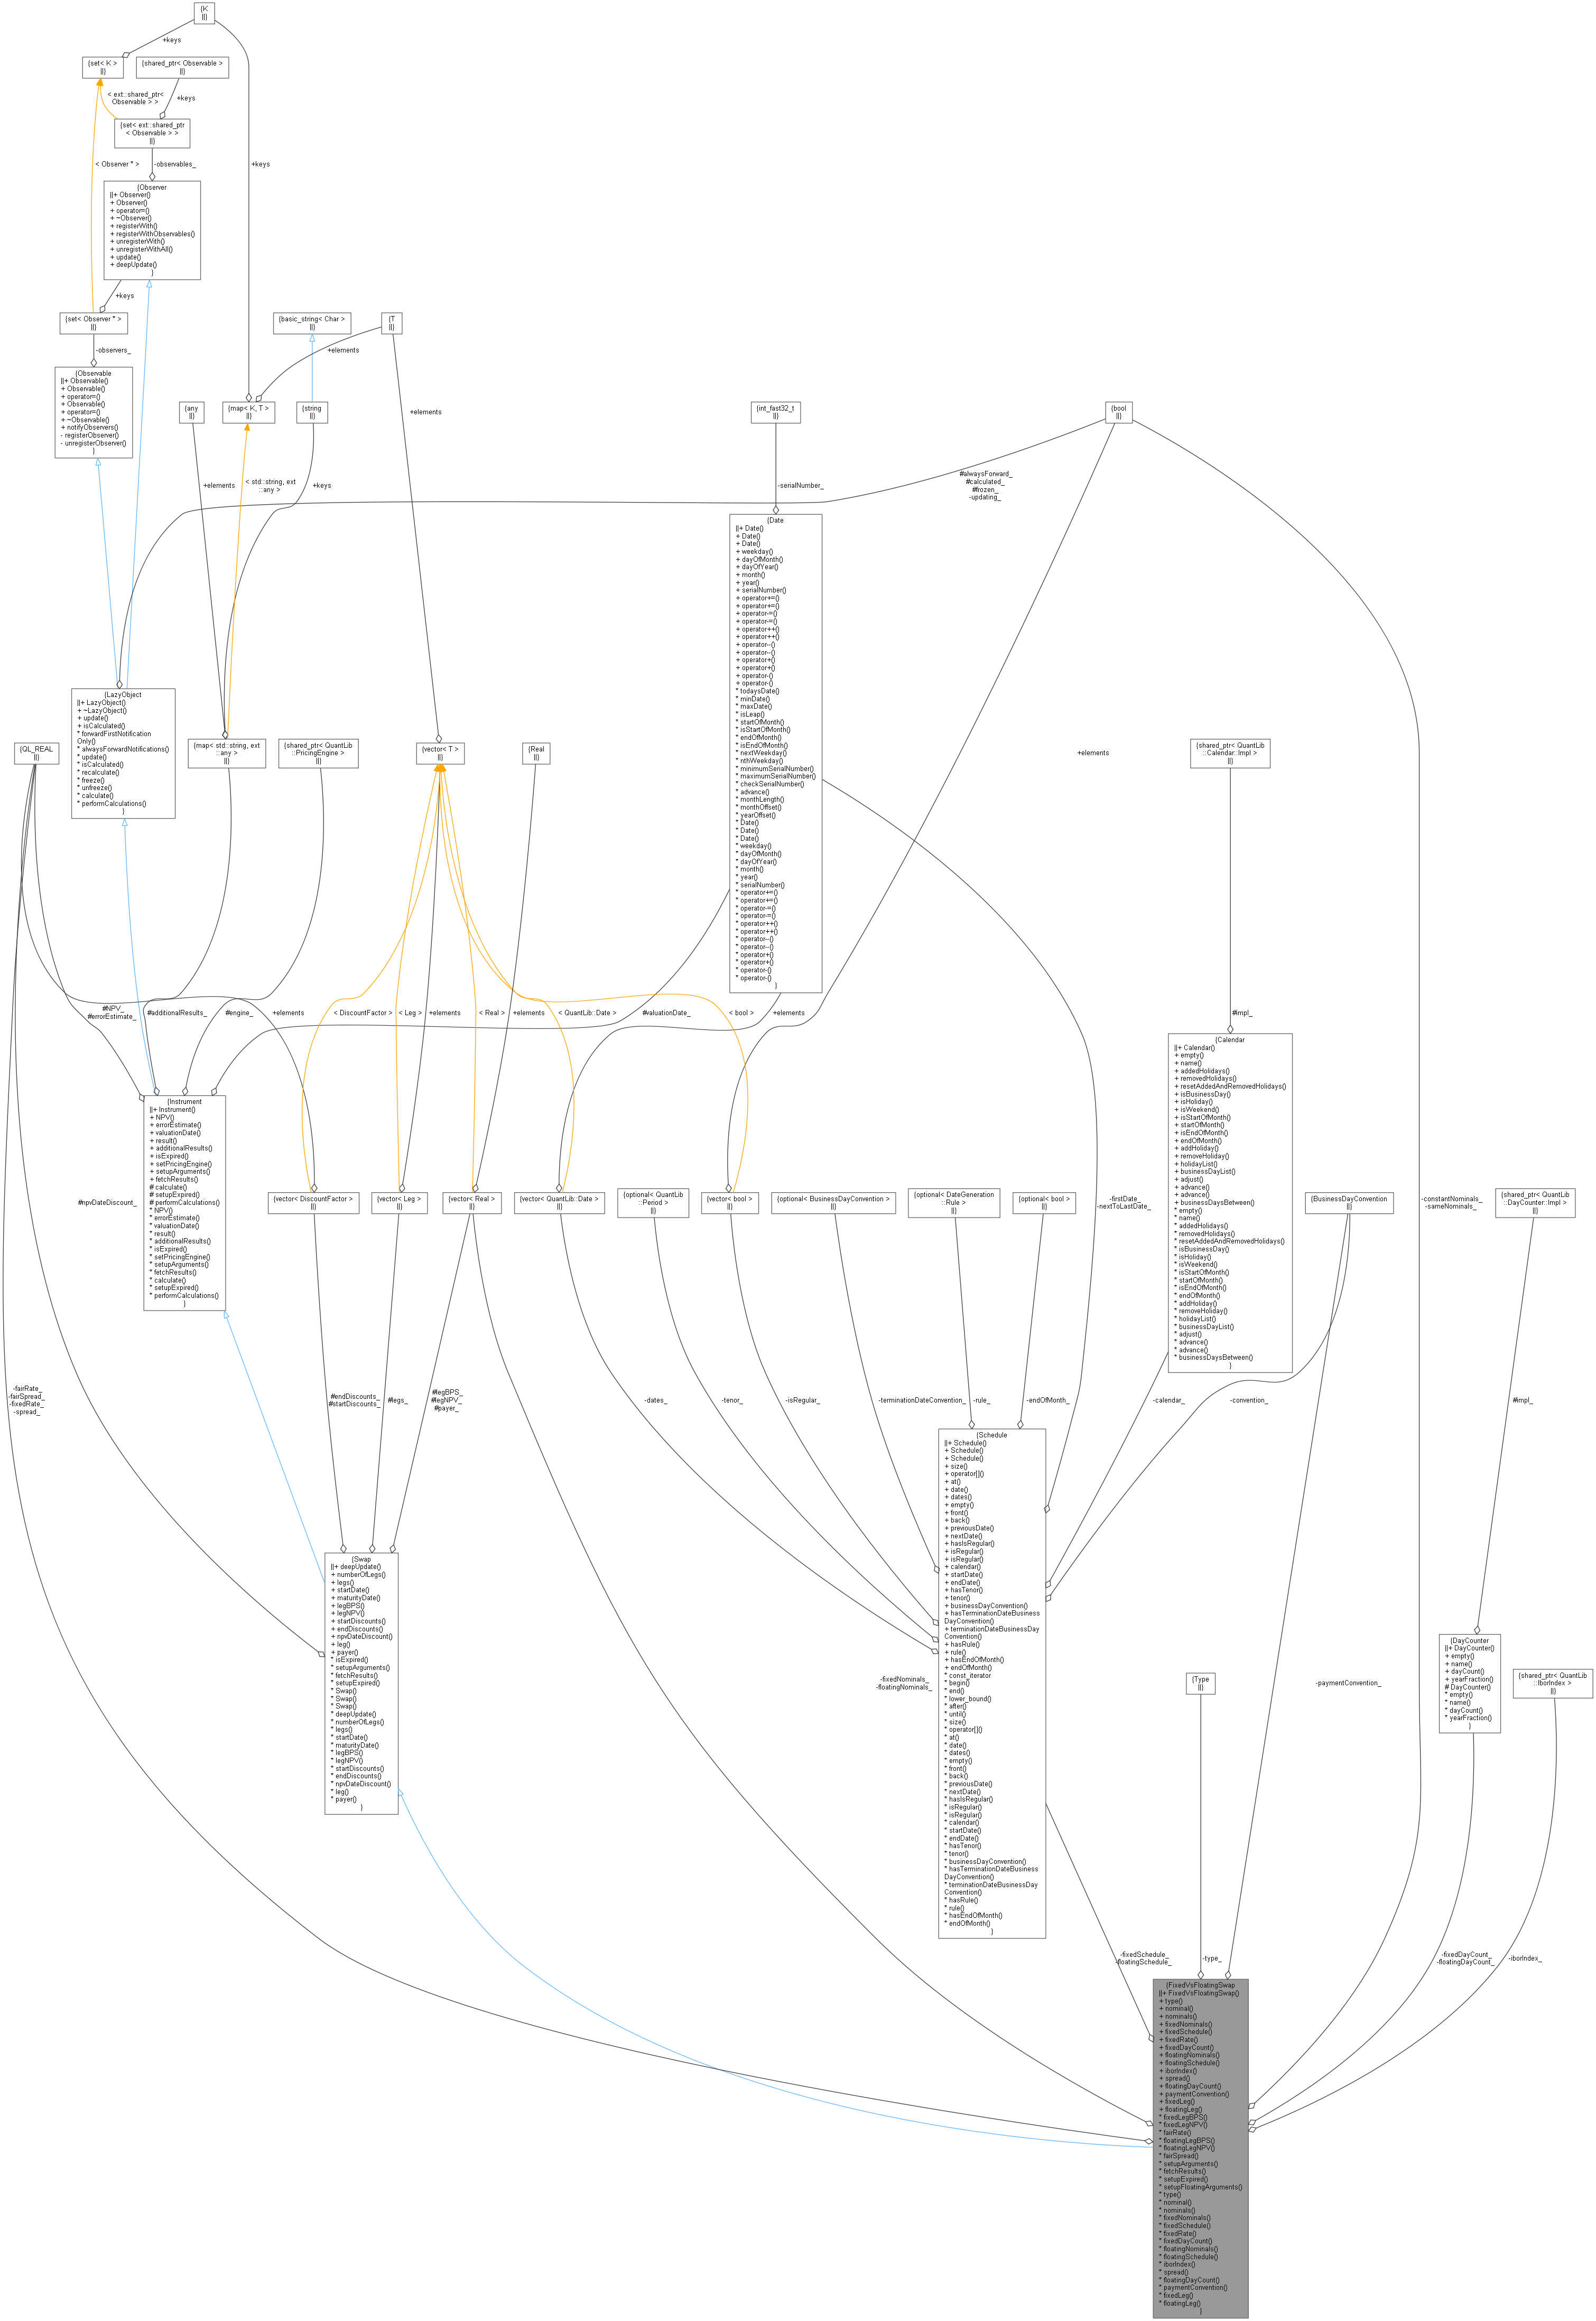 {K
||}
+keys
{set< K >
||}
{shared_ptr< Observable >
||}
< ext::shared_ptr<
Observable > >
+keys
{set< ext::shared_ptr
< Observable > >
||}
< Observer * >
-observables_
+keys
{Observer
||+ Observer()
+ Observer()
+ operator=()
+ ~Observer()
+ registerWith()
+ registerWithObservables()
+ unregisterWith()
+ unregisterWithAll()
+ update()
+ deepUpdate()
}
+keys
{set< Observer * >
||}
{basic_string< Char >
||}
{T
||}
-observers_
+elements
{Observable
||+ Observable()
+ Observable()
+ operator=()
+ Observable()
+ operator=()
+ ~Observable()
+ notifyObservers()
- registerObserver()
- unregisterObserver()
}
{any
||}
{map< K, T >
||}
{string
||}
+elements
{int_fast32_t
||}
{bool
||}
+elements
< std::string, ext
::any >
+keys
-serialNumber_
#alwaysForward_
#calculated_
#frozen_
-updating_
{Date
||+ Date()
+ Date()
+ Date()
+ weekday()
+ dayOfMonth()
+ dayOfYear()
+ month()
+ year()
+ serialNumber()
+ operator+=()
+ operator+=()
+ operator-=()
+ operator-=()
+ operator++()
+ operator++()
+ operator--()
+ operator--()
+ operator+()
+ operator+()
+ operator-()
+ operator-()
* todaysDate()
* minDate()
* maxDate()
* isLeap()
* startOfMonth()
* isStartOfMonth()
* endOfMonth()
* isEndOfMonth()
* nextWeekday()
* nthWeekday()
* minimumSerialNumber()
* maximumSerialNumber()
* checkSerialNumber()
* advance()
* monthLength()
* monthOffset()
* yearOffset()
* Date()
* Date()
* Date()
* weekday()
* dayOfMonth()
* dayOfYear()
* month()
* year()
* serialNumber()
* operator+=()
* operator+=()
* operator-=()
* operator-=()
* operator++()
* operator++()
* operator--()
* operator--()
* operator+()
* operator+()
* operator-()
* operator-()
}
{LazyObject
||+ LazyObject()
+ ~LazyObject()
+ update()
+ isCalculated()
* forwardFirstNotification
Only()
* alwaysForwardNotifications()
* update()
* isCalculated()
* recalculate()
* freeze()
* unfreeze()
* calculate()
* performCalculations()
}
{QL_REAL
||}
{map< std::string, ext
::any >
||}
{shared_ptr< QuantLib
::PricingEngine >
||}
{vector< T >
||}
{Real
||}
+elements
{shared_ptr< QuantLib
::Calendar::Impl >
||}
#NPV_
#errorEstimate_
#additionalResults_
#engine_
+elements
< DiscountFactor >
< Leg >
+elements
< Real >
+elements
< QuantLib::Date >
#valuationDate_
< bool >
+elements
#impl_
{Calendar
||+ Calendar()
+ empty()
+ name()
+ addedHolidays()
+ removedHolidays()
+ resetAddedAndRemovedHolidays()
+ isBusinessDay()
+ isHoliday()
+ isWeekend()
+ isStartOfMonth()
+ startOfMonth()
+ isEndOfMonth()
+ endOfMonth()
+ addHoliday()
+ removeHoliday()
+ holidayList()
+ businessDayList()
+ adjust()
+ advance()
+ advance()
+ businessDaysBetween()
* empty()
* name()
* addedHolidays()
* removedHolidays()
* resetAddedAndRemovedHolidays()
* isBusinessDay()
* isHoliday()
* isWeekend()
* isStartOfMonth()
* startOfMonth()
* isEndOfMonth()
* endOfMonth()
* addHoliday()
* removeHoliday()
* holidayList()
* businessDayList()
* adjust()
* advance()
* advance()
* businessDaysBetween()
}
{Instrument
||+ Instrument()
+ NPV()
+ errorEstimate()
+ valuationDate()
+ result()
+ additionalResults()
+ isExpired()
+ setPricingEngine()
+ setupArguments()
+ fetchResults()
# calculate()
# setupExpired()
# performCalculations()
* NPV()
* errorEstimate()
* valuationDate()
* result()
* additionalResults()
* isExpired()
* setPricingEngine()
* setupArguments()
* fetchResults()
* calculate()
* setupExpired()
* performCalculations()
}
#npvDateDiscount_
{vector< DiscountFactor >
||}
{vector< Leg >
||}
{vector< Real >
||}
{vector< QuantLib::Date >
||}
{optional< QuantLib
::Period >
||}
{vector< bool >
||}
{optional< BusinessDayConvention >
||}
{optional< DateGeneration
::Rule >
||}
{optional< bool >
||}
-firstDate_
-nextToLastDate_
{BusinessDayConvention
||}
-constantNominals_
-sameNominals_
{shared_ptr< QuantLib
::DayCounter::Impl >
||}
-fairRate_
-fairSpread_
-fixedRate_
-spread_
#endDiscounts_
#startDiscounts_
#legs_
#legBPS_
#legNPV_
#payer_
-dates_
-tenor_
-isRegular_
-terminationDateConvention_
-rule_
-endOfMonth_
-calendar_
-convention_
#impl_
{Schedule
||+ Schedule()
+ Schedule()
+ Schedule()
+ size()
+ operator[]()
+ at()
+ date()
+ dates()
+ empty()
+ front()
+ back()
+ previousDate()
+ nextDate()
+ hasIsRegular()
+ isRegular()
+ isRegular()
+ calendar()
+ startDate()
+ endDate()
+ hasTenor()
+ tenor()
+ businessDayConvention()
+ hasTerminationDateBusiness
DayConvention()
+ terminationDateBusinessDay
Convention()
+ hasRule()
+ rule()
+ hasEndOfMonth()
+ endOfMonth()
* const_iterator
* begin()
* end()
* lower_bound()
* after()
* until()
* size()
* operator[]()
* at()
* date()
* dates()
* empty()
* front()
* back()
* previousDate()
* nextDate()
* hasIsRegular()
* isRegular()
* isRegular()
* calendar()
* startDate()
* endDate()
* hasTenor()
* tenor()
* businessDayConvention()
* hasTerminationDateBusiness
DayConvention()
* terminationDateBusinessDay
Convention()
* hasRule()
* rule()
* hasEndOfMonth()
* endOfMonth()
}
{Swap
||+ deepUpdate()
+ numberOfLegs()
+ legs()
+ startDate()
+ maturityDate()
+ legBPS()
+ legNPV()
+ startDiscounts()
+ endDiscounts()
+ npvDateDiscount()
+ leg()
+ payer()
* isExpired()
* setupArguments()
* fetchResults()
* setupExpired()
* Swap()
* Swap()
* Swap()
* deepUpdate()
* numberOfLegs()
* legs()
* startDate()
* maturityDate()
* legBPS()
* legNPV()
* startDiscounts()
* endDiscounts()
* npvDateDiscount()
* leg()
* payer()
}
-fixedNominals_
-floatingNominals_
{Type
||}
-paymentConvention_
{DayCounter
||+ DayCounter()
+ empty()
+ name()
+ dayCount()
+ yearFraction()
# DayCounter()
* empty()
* name()
* dayCount()
* yearFraction()
}
{shared_ptr< QuantLib
::IborIndex >
||}
-fixedSchedule_
-floatingSchedule_
-type_
-fixedDayCount_
-floatingDayCount_
-iborIndex_
{FixedVsFloatingSwap
||+ FixedVsFloatingSwap()
+ type()
+ nominal()
+ nominals()
+ fixedNominals()
+ fixedSchedule()
+ fixedRate()
+ fixedDayCount()
+ floatingNominals()
+ floatingSchedule()
+ iborIndex()
+ spread()
+ floatingDayCount()
+ paymentConvention()
+ fixedLeg()
+ floatingLeg()
* fixedLegBPS()
* fixedLegNPV()
* fairRate()
* floatingLegBPS()
* floatingLegNPV()
* fairSpread()
* setupArguments()
* fetchResults()
* setupExpired()
* setupFloatingArguments()
* type()
* nominal()
* nominals()
* fixedNominals()
* fixedSchedule()
* fixedRate()
* fixedDayCount()
* floatingNominals()
* floatingSchedule()
* iborIndex()
* spread()
* floatingDayCount()
* paymentConvention()
* fixedLeg()
* floatingLeg()
}